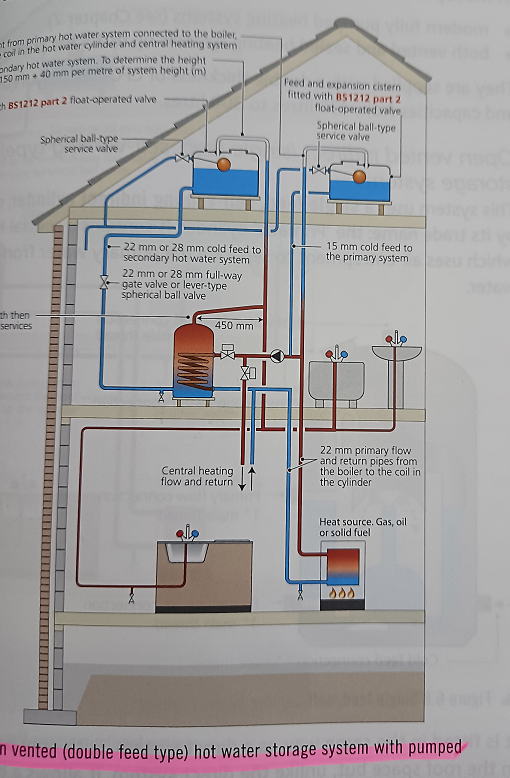 t from primary hot water system connected to the boiler,
coil in the hot water cylinder and central heating system
ondary hot water system. To determine the height
150 mm + 40 mm per metre of system height (m)
h BS1212 part 2 float-operated valve
Feed and expansion cistern
fitted with BS1212 part 2
float-operated valve
Spherical ball-type
service valve
Spherical ball-type
service valve
22 mm or 28 mm cold feed to
secondary hot water system
15 mm cold feed to
the primary system
22 mm or 28 mm full-way
gate valve or lever-type
spherical ball valve
th then
services
450 mm
Central heating
flow and return
22 mm primary flow
and return pipes from
the boiler to the coil in
the cylinder
Heat source. Gas, oil
or solid fuel
n vented (double feed type) hot water storage system with pumped